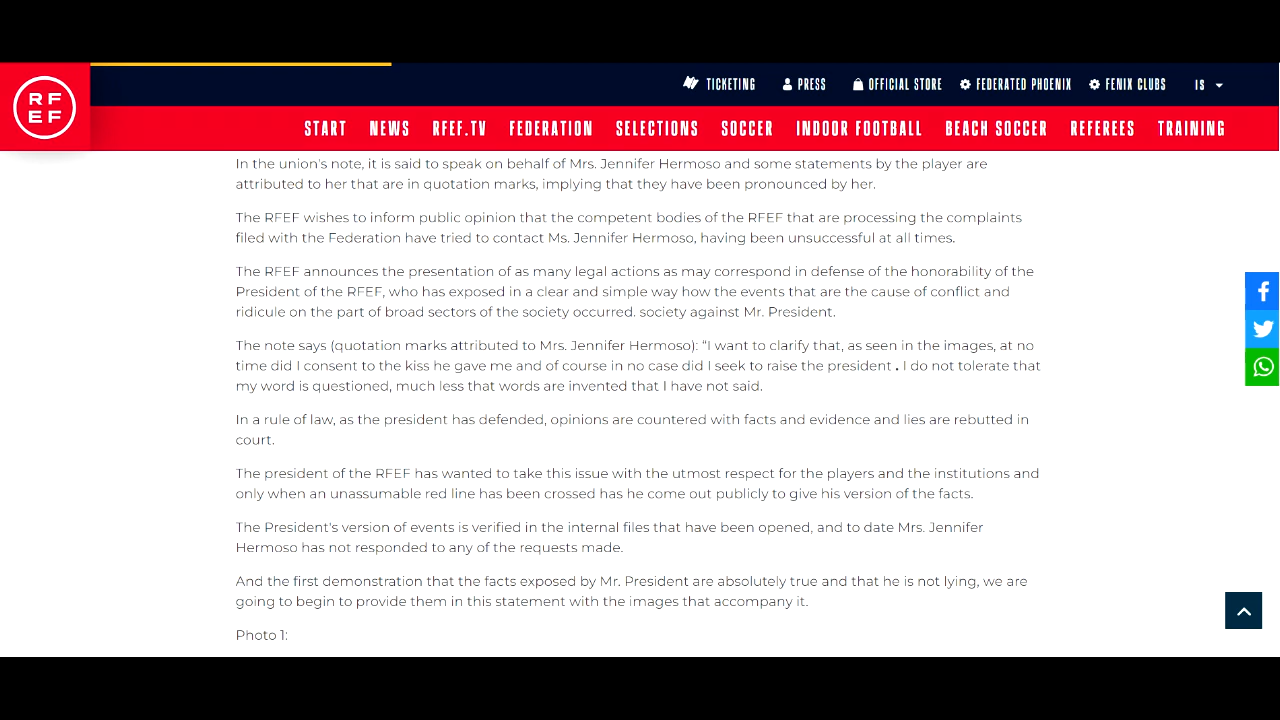 TICKETING PRESS OFFICIAL STORE FEDERATED PHOENIX FENIX CLUBS IS
RF
EF
START NEWS RFEF.TV FEDERATION SELECTIONS SOCCER INDOOR FOOTBALL BEACH SOCCER REFEREES TRAINING
In the union's note, it is said to speak on behalf of Mrs. Jennifer Hermoso and some statements by the player are
attributed to her that are in quotation marks, implying that they have been pronounced by her.
The RFEF wishes to inform public opinion that the competent bodies of the RFEF that are processing the complaints
filed with the Federation have tried to contact Ms. Jennifer Hermoso, having been unsuccessful at all times.
The RFEF announces the presentation of as many legal actions as may correspond in defense of the honorability of the
President of the RFEF, who has exposed in a clear and simple way how the events that are the cause of conflict and
ridicule on the part of broad sectors of the society occurred. society against Mr. President.
The note says (quotation marks attributed to Mrs. Jennifer Hermoso): “I want to clarify that, as seen in the images, at no
time did I consent to the kiss he gave me and of course in no case did I seek to raise the president . I do not tolerate that
my word is questioned, much less that words are invented that I have not said.
In a rule of law, as the president has defended, opinions are countered with facts and evidence and lies are rebutted in
court.
The president of the RFEF has wanted to take this issue with the utmost respect for the players and the institutions and
only when an unassumable red line has been crossed has he come out publicly to give his version of the facts.
The President's version of events is verified in the internal files that have been opened, and to date Mrs. Jennifer
Hermoso has not responded to any of the requests made.
And the first demonstration that the facts exposed by Mr. President are absolutely true and that he is not lying, we are
going to begin to provide them in this statement with the images that accompany it.
Photo 1: